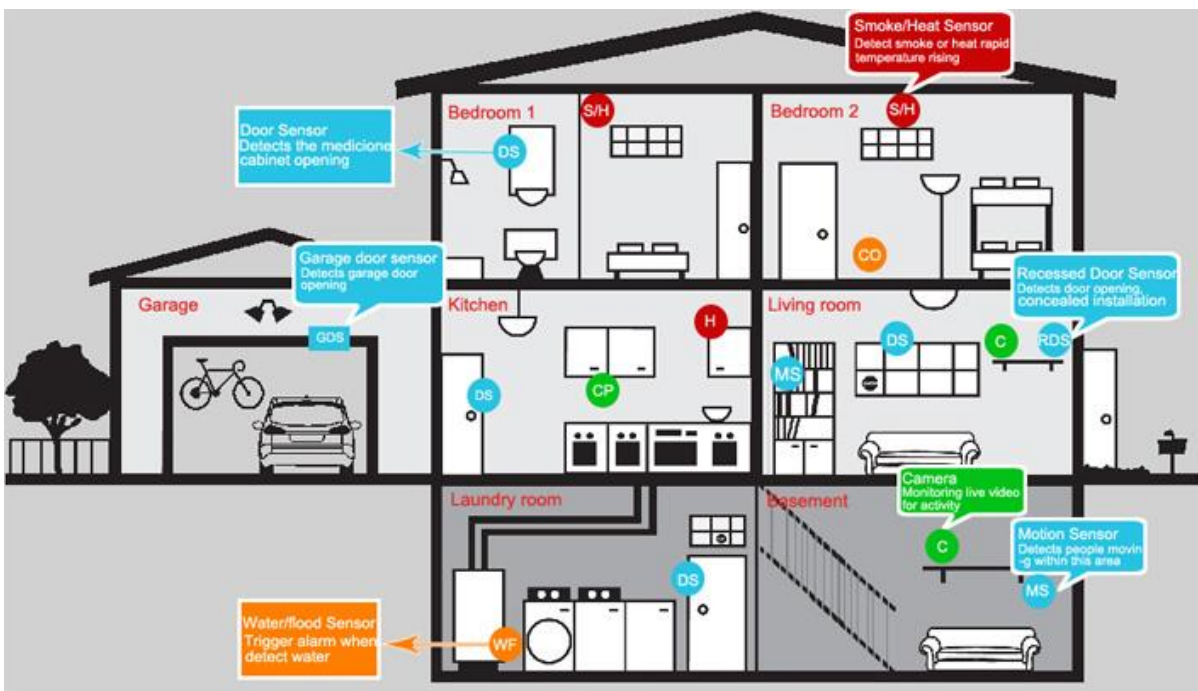 Smoke/Heat Sensor
Detect smoke or heat rapid
temperature rising
Bedroom 1
S/H
Bedroom 2
S/H
Door Sensor
Detects the medicione
cabinet opening
DS
CO
Garage door sensor
Detects garage door
opening
Recessed Door Sensor
Detects door opening,
concealed installation
Garage
Kitchen
Living room
GDS
H
DS
C
RDS
MS
DS
CP
Camera
Monitoring live video
for activity
Laundry room
Basement
C
Motion Sensor
Detects people movin
-g within this area
DS
MS
Water/flood Sensor
Trigger alarm when
detect water
WF